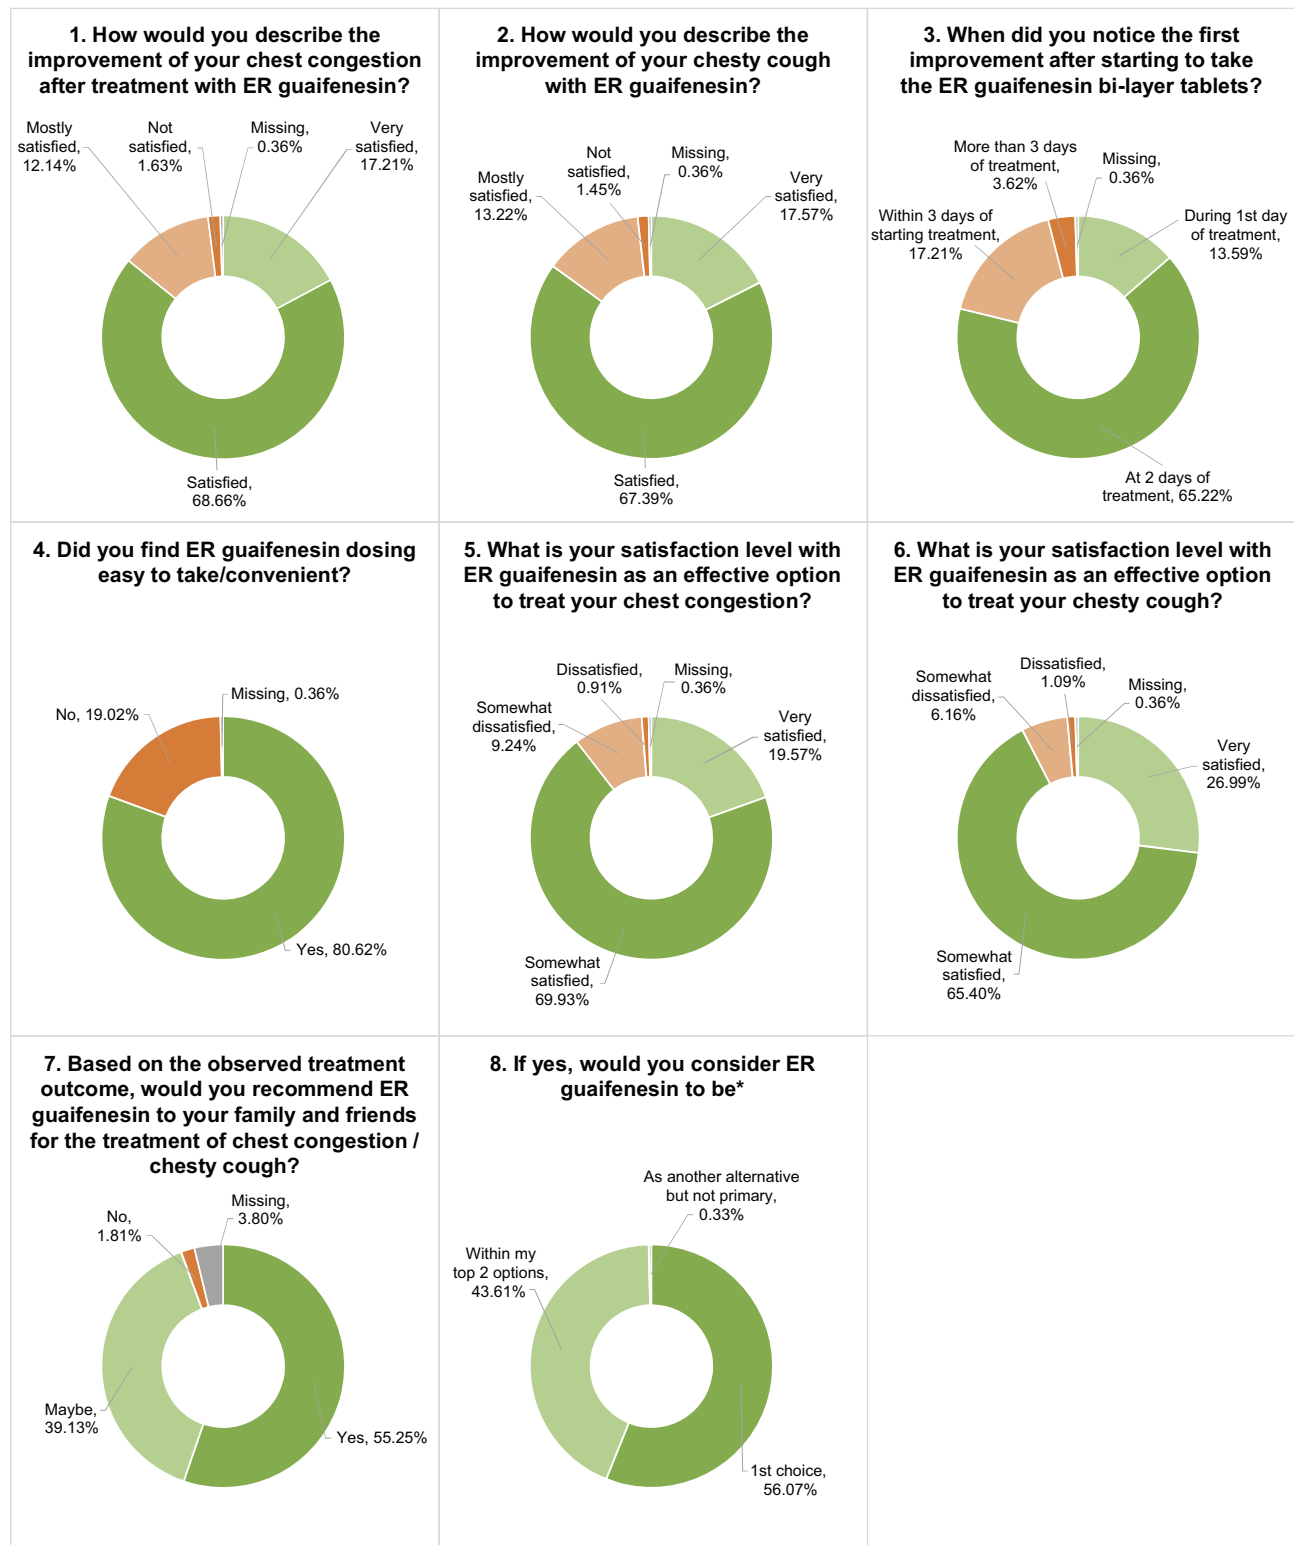 1. How would you describe the
improvement of your chest congestion
after treatment with ER guaifenesin?
Mostly
satisfied,
12.14%
Not
satisfied,
1.63%
Missing,
0.36%
Very
satisfied,
17.21%
Satisfied,
68.66%
2. How would you describe the
improvement of your chesty cough
with ER guaifenesin?
Mostly
satisfied,
13.22%
Not
satisfied,
1.45%
Missing,
0.36%
Very
satisfied,
17.57%
Satisfied,
67.39%
3. When did you notice the first
improvement after starting to take
the ER guaifenesin bi-layer tablets?
More than 3 days
of treatment,
3.62%
Missing,
0.36%
Within 3 days of
starting treatment,
17.21%
During 1st day
of treatment,
13.59%
At 2 days of
treatment, 65.22%
4. Did you find ER guaifenesin dosing
easy to take/convenient?
Missing, 0.36%
No, 19.02%
Yes, 80.62%
5. What is your satisfaction level with
ER guaifenesin as an effective option
to treat your chest congestion?
Dissatisfied,
0.91%
Missing,
0.36%
Somewhat
dissatisfied,
9.24%
Very
satisfied,
19.57%
Somewhat
satisfied,
69.93%
6. What is your satisfaction level with
ER guaifenesin as an effective option
to treat your chesty cough?
Somewhat
dissatisfied,
6.16%
Dissatisfied,
1.09%
Missing,
0.36%
Very
satisfied,
26.99%
Somewhat
satisfied,
65.40%
7. Based on the observed treatment
outcome, would you recommend ER
guaifenesin to your family and friends
for the treatment of chest congestion /
chesty cough?
Missing,
3.80%
No,
1.81%
Maybe,
39.13%
Yes, 55.25%
8. If yes, would you consider ER
guaifenesin to be*
As another alternative
but not primary,
0.33%
Within my
top 2 options,
43.61%
1st choice,
56.07%